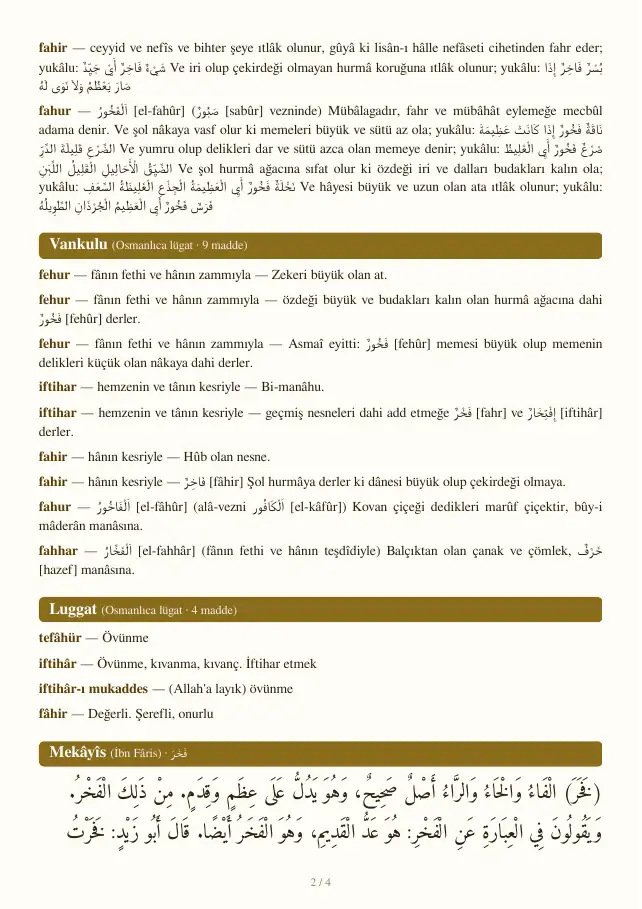 fahir — ceyyid ve nefîs ve bihter şeye ıtlâk olunur, gûyâ ki lisân-ı hâlle nefâseti cihetinden fahr eder;
yukâlu: شَيْءٌ فَاخِرٌ أَيْ جَيِّدٌ Ve iri olup çekirdeği olmayan hurmâ koruğuna ıtlâk olunur; yukâlu: بُسْرٌ فَاخِرٌ إِذَا
صَارَ يَعْظُمُ وَلاَ نَوَى لَهُ
fahur — اَلْفَخُورُ [el-fahûr] (صَبُورٌ [sabûr] vezninde) Mübâlagadır, fahr ve mübâhât eylemeğe mecbûl
adama denir. Ve şol nâkaya vasf olur ki memeleri büyük ve sütü az ola; yukâlu: نَاقَةٌ فَخُورٌ إِذَا كَانَتْ عَظِيمَةَ
الضَّرْعِ قَلِيلَةَ الدَّرِّ Ve yumru olup delikleri dar ve sütü azca olan memeye denir; yukâlu: ضَرْعٌ فَخُورٌ أَيِ الْغَلِيظُ
الضَّيِّقُ الْأَحَالِيلِ الْقَلِيلُ اللَّبَنِ Ve şol hurmâ ağacına sıfat olur ki özdeği iri ve dalları budakları kalın ola;
yukâlu: نَخْلَةٌ فَخُورٌ أَيِ الْعَظِيمَةُ الْجِذْعِ الْغَلِيظَةُ السَّعَفِ Ve hâyesi büyük ve uzun olan ata ıtlâk olunur; yukâlu:
فَرَسٌ فَخُورٌ أَيِ الْعَظِيمُ الْجُرْدَانِ الطَّوِيلُهُ
Vankulu (Osmanlıca lügat · 9 madde)
fehur — fânın fethi ve hânın zammıyla — Zekeri büyük olan at.
fehur — fânın fethi ve hânın zammıyla — özdeği büyük ve budakları kalın olan hurmâ ağacına dahi
فَخُورٌ [fehûr] derler.
fehur — fânın fethi ve hânın zammıyla — Asmaî eyitti: فَخُورٌ [fehûr] memesi büyük olup memenin
delikleri küçük olan nâkaya dahi derler.
iftihar — hemzenin ve tânın kesriyle — Bi-manâhu.
iftihar — hemzenin ve tânın kesriyle — geçmiş nesneleri dahi add etmeğe فَخْرٌ [fahr] ve إِفْتِخَارٌ [iftihâr]
derler.
fahir — hânın kesriyle — Hûb olan nesne.
fahir — hânın kesriyle — فَاخِرٌ [fâhir] Şol hurmâya derler ki dânesi büyük olup çekirdeği olmaya.
fahur — اَلْفَاخُورُ [el-fâhûr] (alâ-vezni اَلْكَافُورِ [el-kâfûr]) Kovan çiçeği dedikleri marûf çiçektir, bûy-i
mâderân manâsına.
fahhar — اَلْفَخَّارُ [el-fahhâr] (fânın fethi ve hânın teşdîdiyle) Balçıktan olan çanak ve çömlek, خَزَفٌ
[hazef] manâsına.
Luggat (Osmanlıca lügat · 4 madde)
tefâhür — Övünme
iftihâr — Övünme, kıvanma, kıvanç. İftihar etmek
iftihâr-ı mukaddes — (Allah'a layık) övünme
fâhir — Değerli. Şerefli, onurlu
Mekâyîs (İbn Fâris) · فَخَرَ
(فَخَرَ) الْفَاءُ وَالْخَاءُ وَالرَّاءُ أَصْلٌ صَحِيحٌ، وَهُوَ يَدُلُّ عَلَى عِظَمٍ وَقِدَمٍ. مِنْ ذَلِكَ الْفَخْرُ.
وَيَقُولُونَ فِي الْعِبَارَةِ عَنِ الْفَخْرِ: هُوَ عَدُّ الْقَدِيمِ، وَهُوَ الْفَخَرُ أَيْضًا. قَالَ أَبُو زَيْدٍ: فَخَرْتُ
2 / 4